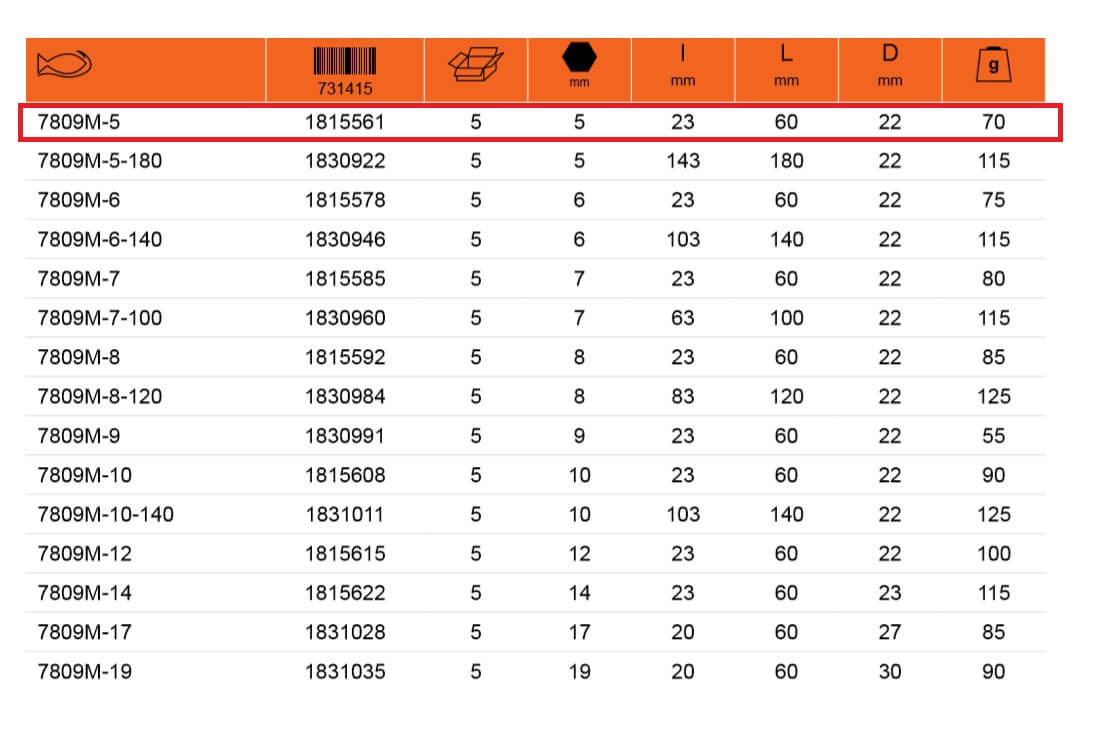 731415 mm l mm L mm D mm g
7809M-5 1815561 5 5 23 60 22 70
7809M-5-180 1830922 5 5 143 180 22 115
7809M-6 1815578 5 6 23 60 22 75
7809M-6-140 1830946 5 6 103 140 22 115
7809M-7 1815585 5 7 23 60 22 80
7809M-7-100 1830960 5 7 63 100 22 115
7809M-8 1815592 5 8 23 60 22 85
7809M-8-120 1830984 5 8 83 120 22 125
7809M-9 1830991 5 9 23 60 22 55
7809M-10 1815608 5 10 23 60 22 90
7809M-10-140 1831011 5 10 103 140 22 125
7809M-12 1815615 5 12 23 60 22 100
7809M-14 1815622 5 14 23 60 23 115
7809M-17 1831028 5 17 20 60 27 85
7809M-19 1831035 5 19 20 60 30 90